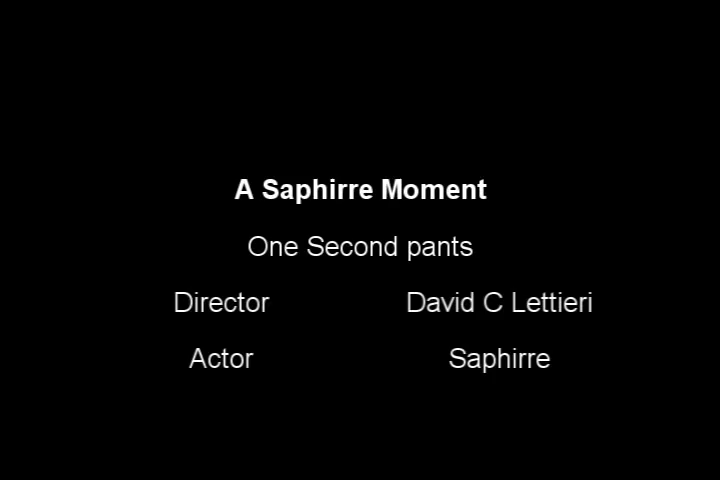 A Saphirre Moment
One Second pants
Director David C Lettieri
Actor Saphirre